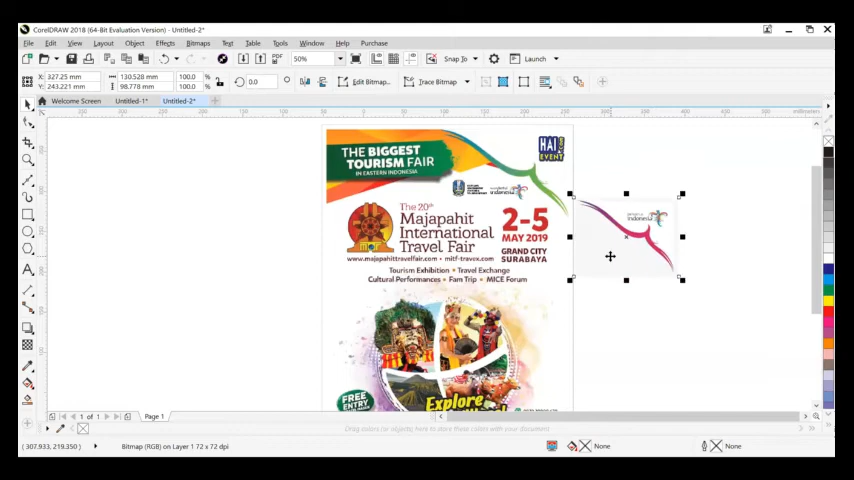 CorelDRAW 2018 (64-Bit Evaluation Version) - Untitled-2*
File Edit View Layout Object Effects Bitmaps Text Table Tools Window Help Purchase
PDF 50% Snap To Launch
X: 327.25 mm 130.528 mm 100.0 %
Y: 243.221 mm 98.778 mm 100.0 %
0.0 Edit Bitmap... Trace Bitmap
Welcome Screen Untitled-1* Untitled-2*
millimeters
THE BIGGEST
TOURISM FAIR
IN EASTERN INDONESIA
HAI
EVENT
.COM
indonesia
The 20th
Majapahit
International
Travel Fair
2-5
MAY 2019
GRAND CITY
SURABAYA
www.majapahittravelfair.com • mitf-travex.com
Tourism Exhibition • Travel Exchange
Cultural Performances • Fam Trip • MICE Forum
FREE
ENTRY
Explore
indonesia
1 of 1 Page 1
Drag colors (or objects) here to store these colors with your document
( 307.933, 219.350 ) Bitmap (RGB) on Layer 1 72 x 72 dpi None None